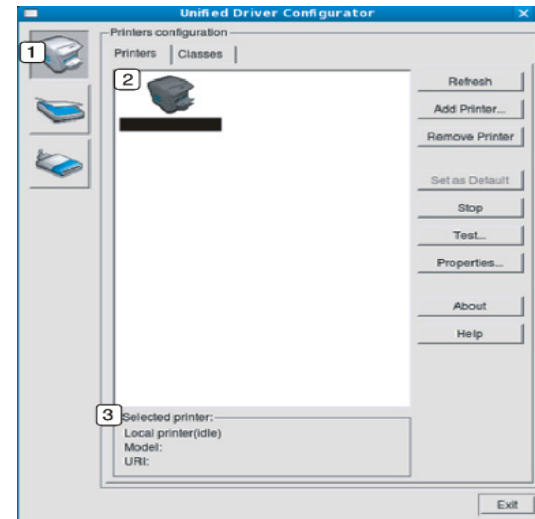 Unified Driver Configurator
Printers configuration
1
Printers
Classes
2
Refresh
Add Printer...
Remove Printer
Set as Default
Stop
Test...
Properties...
About
Help
3
Selected printer:
Local printer(idle)
Model:
URI:
Exit